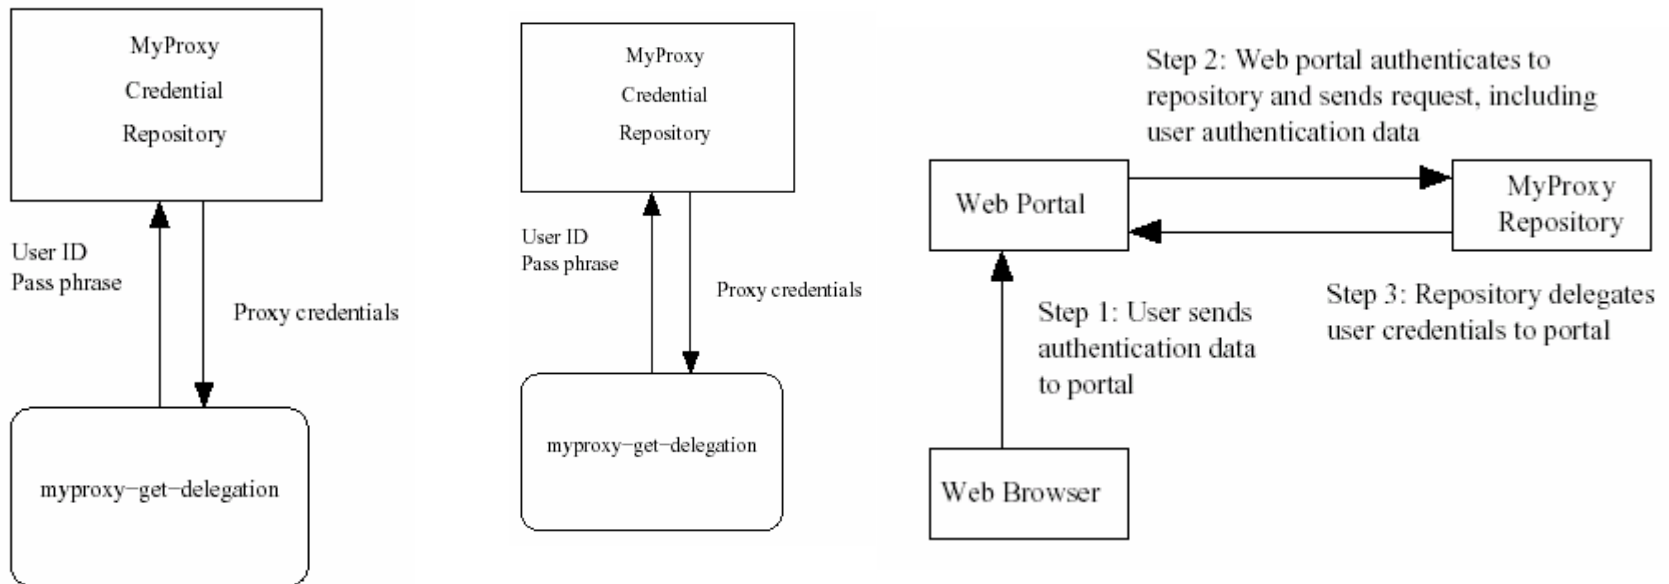 MyProxy
Credential
Repository
User ID
Pass phrase
Proxy credentials
myproxy−get−delegation
MyProxy
Credential
Repository
User ID
Pass phrase
Proxy credentials
myproxy−get−delegation
Step 2: Web portal authenticates to
repository and sends request, including
user authentication data
Web Portal
MyProxy
Repository
Step 1: User sends
authentication data
to portal
Step 3: Repository delegates
user credentials to portal
Web Browser